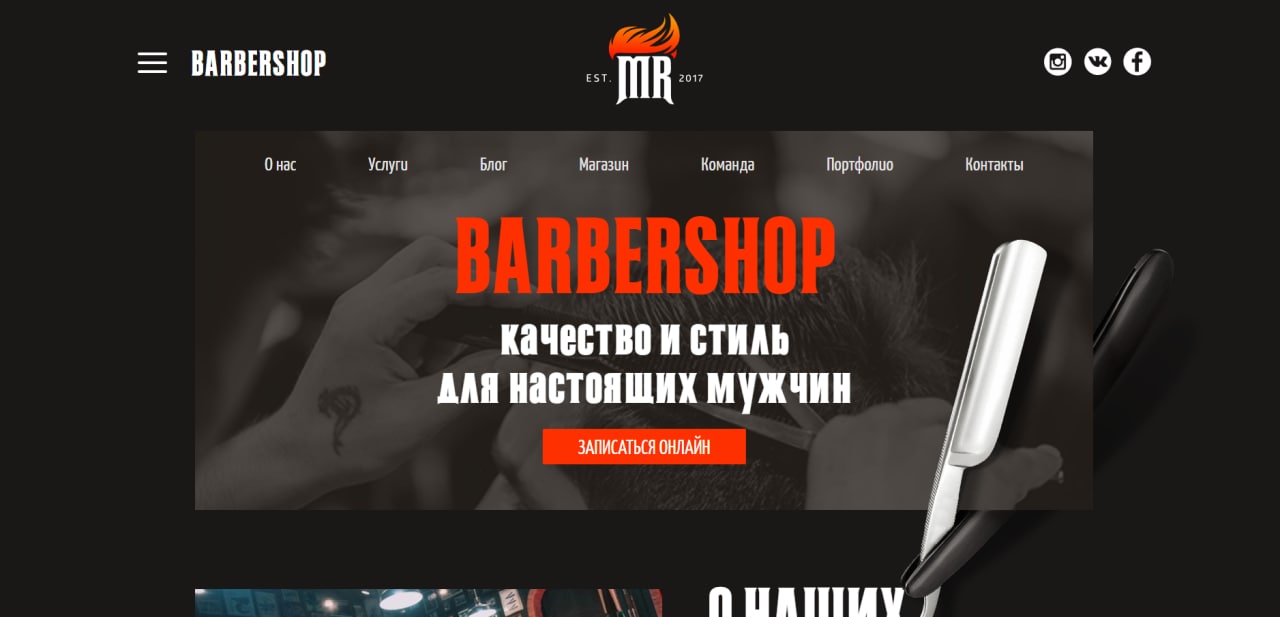 BARBERSHOP
EST. MR 2017
О нас Услуги Блог Магазин Команда Портфолио Контакты
BARBERSHOP
качество и стиль
для настоящих мужчин
ЗАПИСАТЬСЯ ОНЛАЙН
О НАШИХ